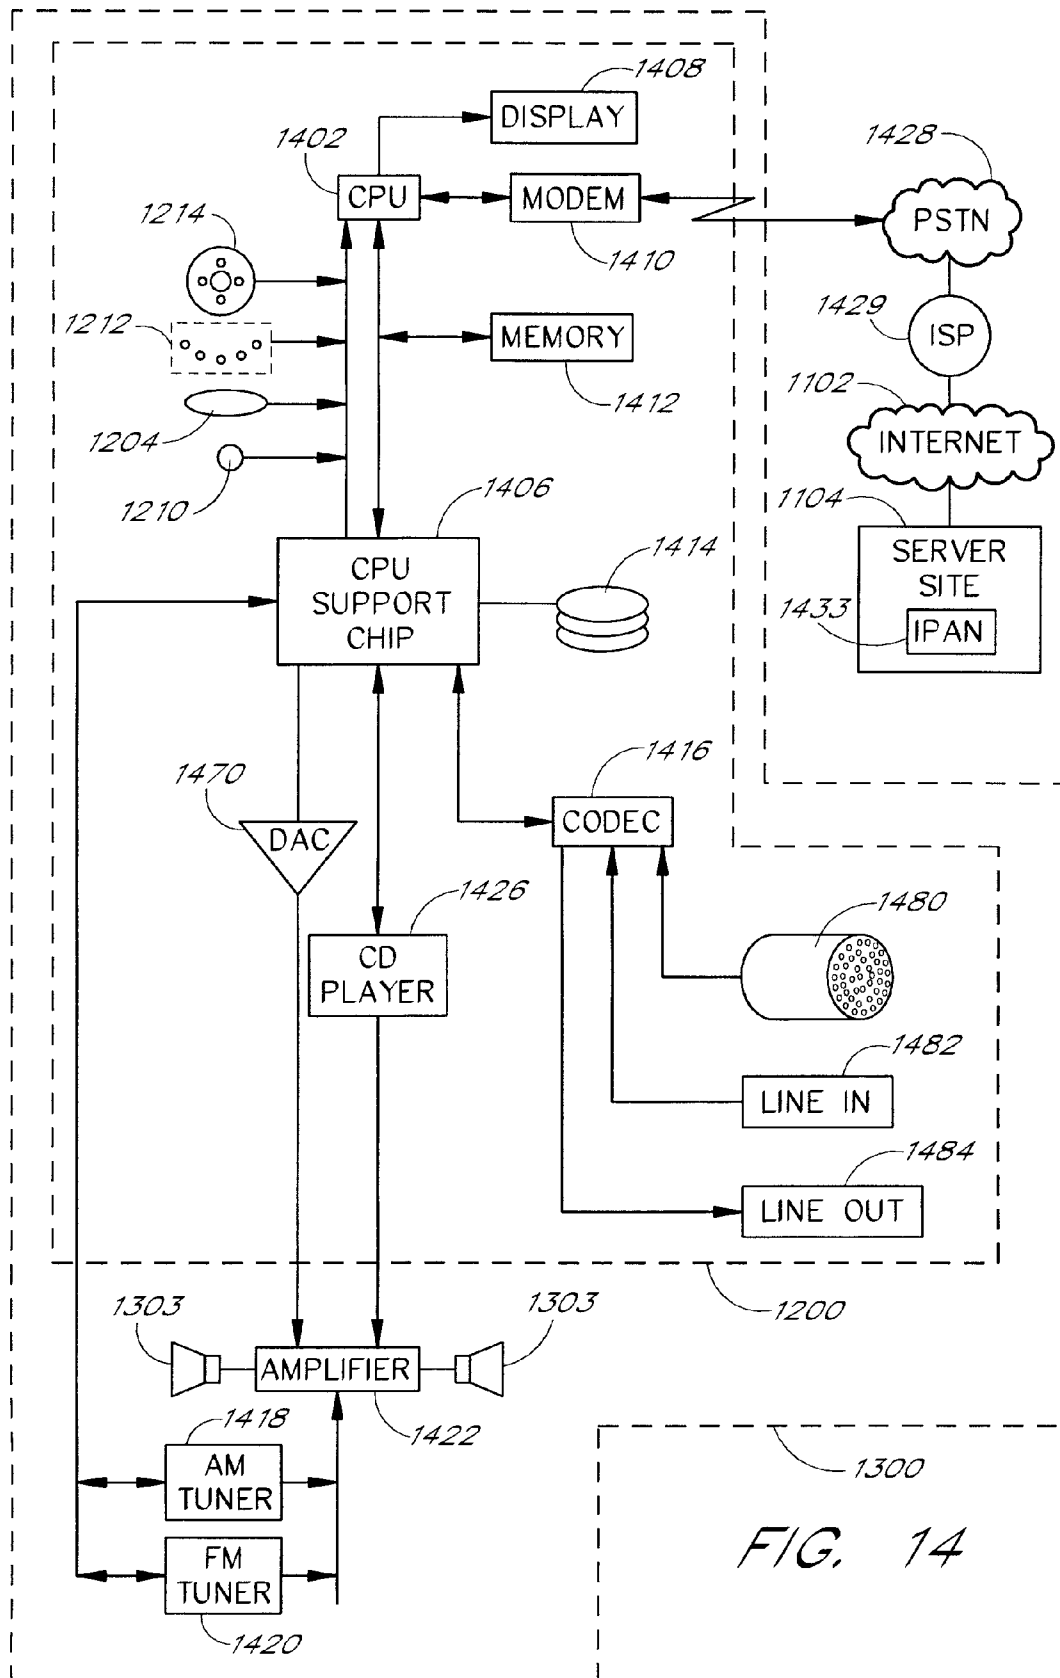 1408
DISPLAY
1402
CPU
MODEM
1410
1428
PSTN
1214
1212
MEMORY
1412
1429
ISP
1204
1102
INTERNET
1210
1406
CPU
SUPPORT
CHIP
1414
1104
SERVER
SITE
1433
IPAN
1470
DAC
1416
CODEC
1426
CD
PLAYER
1480
1482
LINE IN
1484
LINE OUT
1200
1303
1303
AMPLIFIER
1422
1418
AM
TUNER
FM
TUNER
1420
1300
FIG. 14